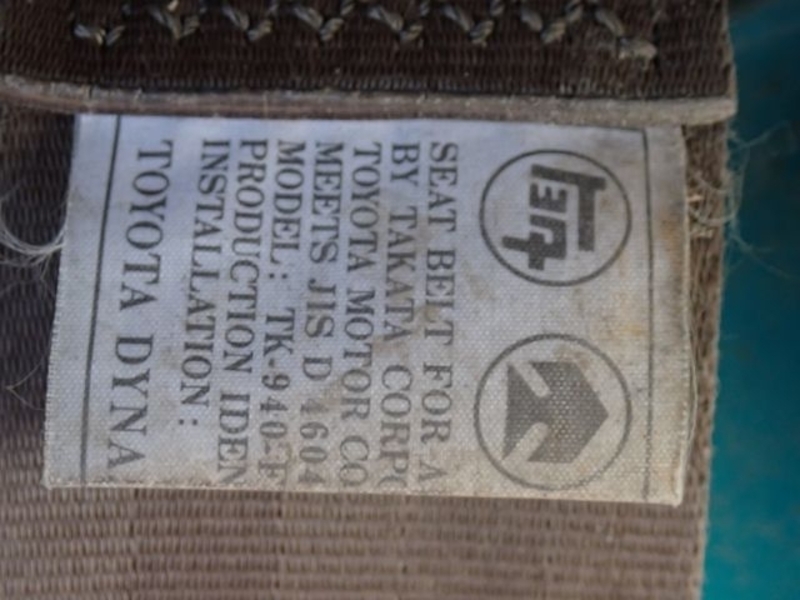 SEAT BELT FOR A
BY TAKATA CORP
TOYOTA MOTOR CO
MEETS JIS D 4604
MODEL: TK-940-T
PRODUCTION IDEN
INSTALLATION:
TOYOTA DYNA